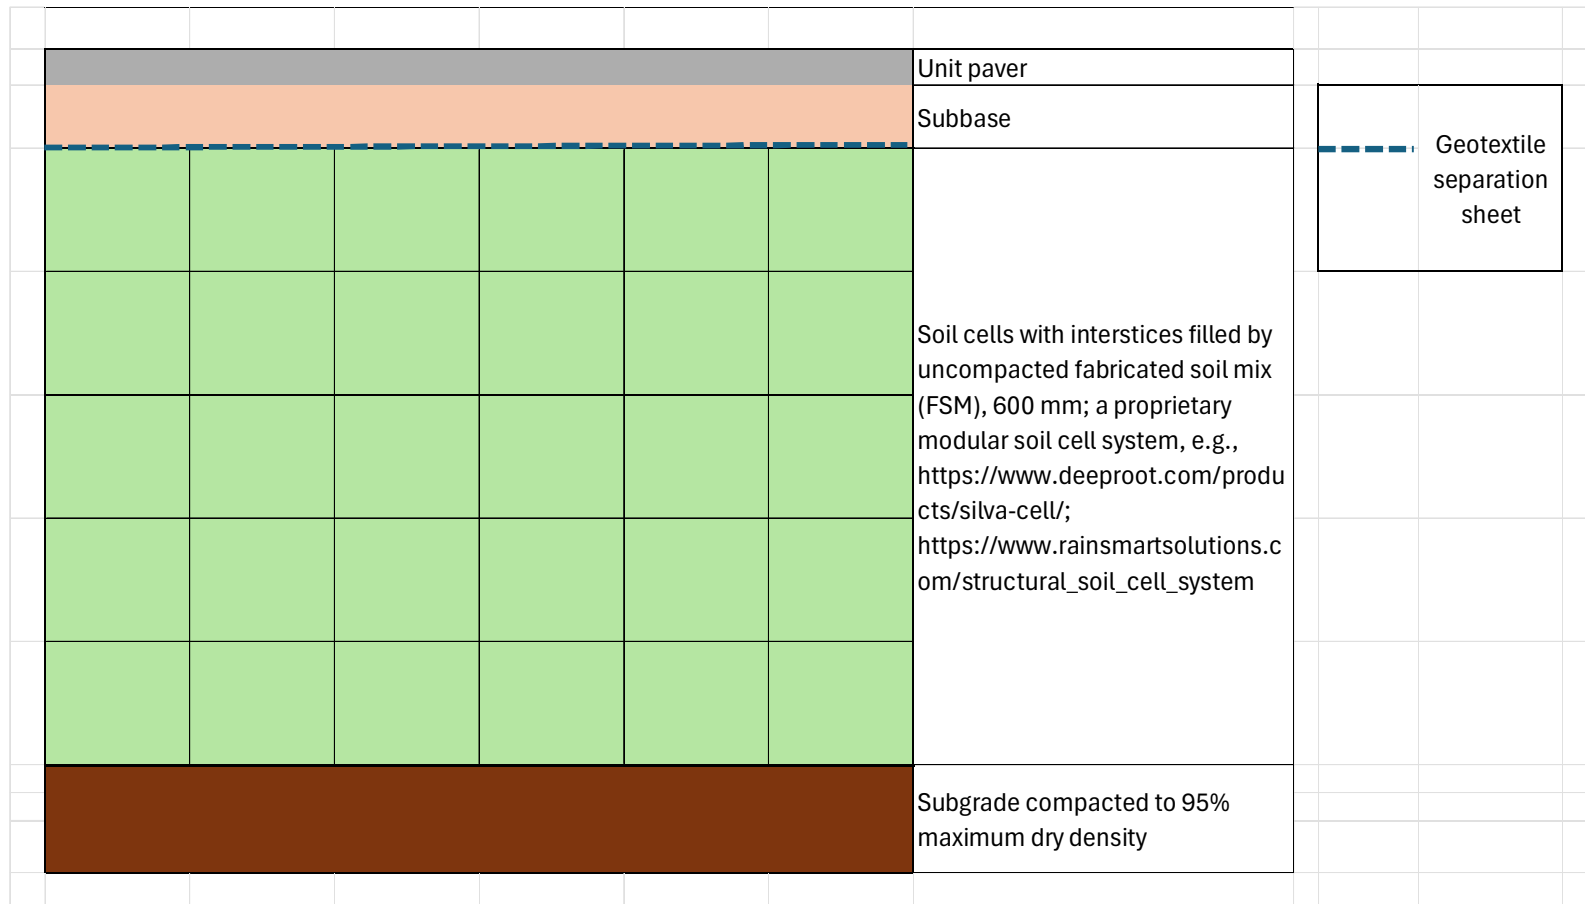 Unit paver
Subbase
Geotextile
separation
sheet
Soil cells with interstices filled by
uncompacted fabricated soil mix
(FSM), 600 mm; a proprietary
modular soil cell system, e.g.,
https://www.deeproot.com/produ
cts/silva-cell/;
https://www.rainsmartsolutions.c
om/structural_soil_cell_system
Subgrade compacted to 95%
maximum dry density